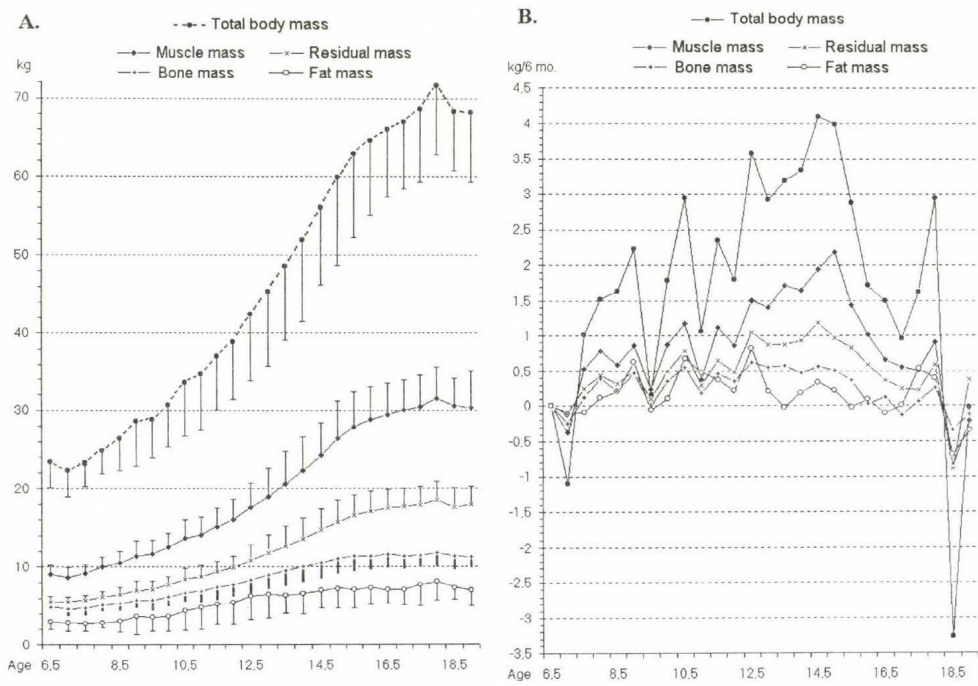 A.
Total body mass
Muscle mass
Residual mass
Bone mass
Fat mass
kg
70
60
50
40
30
20
10
0
Age
6,5
8,5
10,5
12,5
14,5
16,5
18,5
B.
Total body mass
Muscle mass
Residual mass
Bone mass
Fat mass
kg/6 mo.
4,5
4
3,5
3
2,5
2
1,5
1
0,5
0
-0,5
-1
-1,5
-2
-2,5
-3
-3,5
Age
6,5
8,5
10,5
12,5
14,5
16,5
18,5